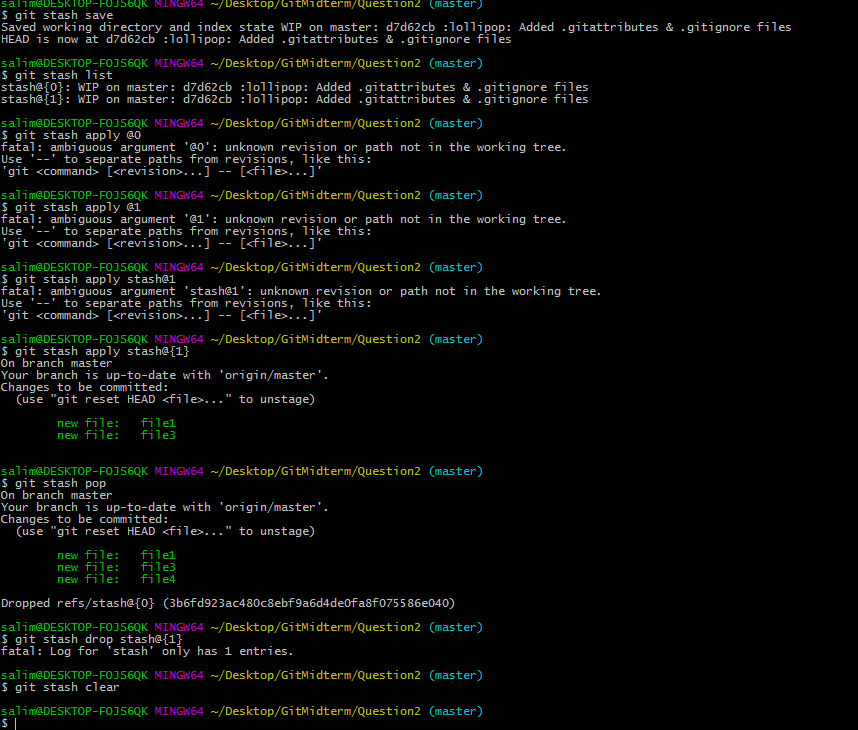 salim@DESKTOP-FOJS6QK MINGW64 ~/Desktop/GitMidterm/Question2 (master)
$ git stash save
Saved working directory and index state WIP on master: d7d62cb :lollipop: Added .gitattributes & .gitignore files
HEAD is now at d7d62cb :lollipop: Added .gitattributes & .gitignore files
salim@DESKTOP-FOJS6QK MINGW64 ~/Desktop/GitMidterm/Question2 (master)
$ git stash list
stash@{0}: WIP on master: d7d62cb :lollipop: Added .gitattributes & .gitignore files
stash@{1}: WIP on master: d7d62cb :lollipop: Added .gitattributes & .gitignore files
salim@DESKTOP-FOJS6QK MINGW64 ~/Desktop/GitMidterm/Question2 (master)
$ git stash apply @0
fatal: ambiguous argument '@0': unknown revision or path not in the working tree.
Use '--' to separate paths from revisions, like this:
'git <command> [<revision>...] -- [<file>...]'
salim@DESKTOP-FOJS6QK MINGW64 ~/Desktop/GitMidterm/Question2 (master)
$ git stash apply @1
fatal: ambiguous argument '@1': unknown revision or path not in the working tree.
Use '--' to separate paths from revisions, like this:
'git <command> [<revision>...] -- [<file>...]'
salim@DESKTOP-FOJS6QK MINGW64 ~/Desktop/GitMidterm/Question2 (master)
$ git stash apply stash@1
fatal: ambiguous argument 'stash@1': unknown revision or path not in the working tree.
Use '--' to separate paths from revisions, like this:
'git <command> [<revision>...] -- [<file>...]'
salim@DESKTOP-FOJS6QK MINGW64 ~/Desktop/GitMidterm/Question2 (master)
$ git stash apply stash@{1}
On branch master
Your branch is up-to-date with 'origin/master'.
Changes to be committed:
  (use "git reset HEAD <file>..." to unstage)
        new file:   file1
        new file:   file3
salim@DESKTOP-FOJS6QK MINGW64 ~/Desktop/GitMidterm/Question2 (master)
$ git stash pop
On branch master
Your branch is up-to-date with 'origin/master'.
Changes to be committed:
  (use "git reset HEAD <file>..." to unstage)
        new file:   file1
        new file:   file3
        new file:   file4
Dropped refs/stash@{0} (3b6fd923ac480c8ebf9a6d4de0fa8f075586e040)
salim@DESKTOP-FOJS6QK MINGW64 ~/Desktop/GitMidterm/Question2 (master)
$ git stash drop stash@{1}
fatal: Log for 'stash' only has 1 entries.
salim@DESKTOP-FOJS6QK MINGW64 ~/Desktop/GitMidterm/Question2 (master)
$ git stash clear
salim@DESKTOP-FOJS6QK MINGW64 ~/Desktop/GitMidterm/Question2 (master)
$